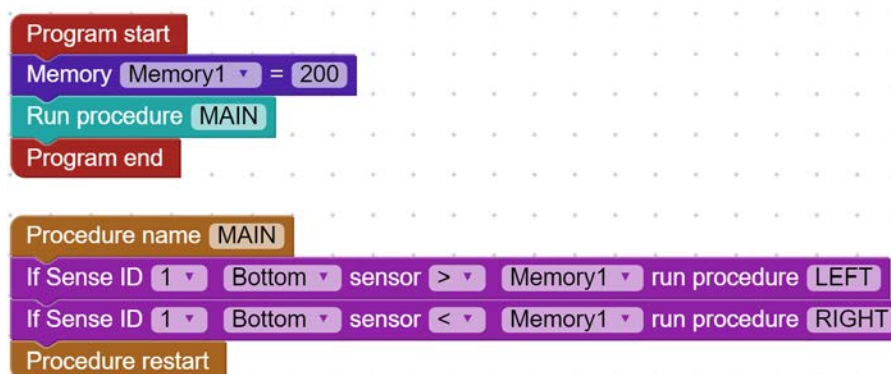 Program start
Memory Memory1 = 200
Run procedure MAIN
Program end
Procedure name MAIN
If Sense ID 1 Bottom sensor > Memory1 run procedure LEFT
If Sense ID 1 Bottom sensor < Memory1 run procedure RIGHT
Procedure restart